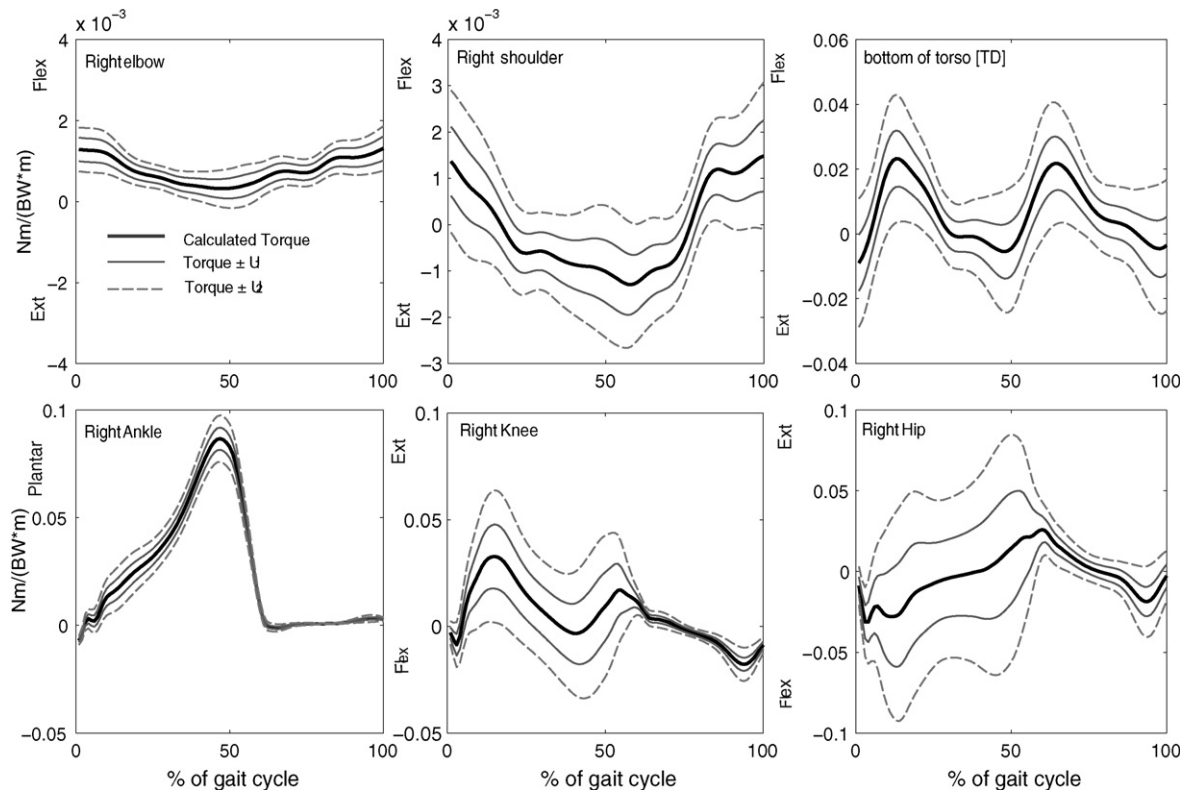 × 10⁻³
× 10⁻³
4
2
0
−2
−4
0
50
100
Flex
Nm/(BW*m)
Ext
Rightelbow
Calculated Torque
Torque ± U₁
Torque ± U₂
4
3
2
1
0
−1
−2
−3
0
50
100
Flex
Ext
Right shoulder
0.06
0.04
0.02
0
−0.02
−0.04
0
50
100
Flex
Ext
bottom of torso [TD]
0.1
0.05
0
−0.05
0
50
100
Plantar
Nm/(BW*m)
RightAnkle
% of gait cycle
0.1
0.05
0
−0.05
0
50
100
Ext
Flex
Right Knee
% of gait cycle
0.1
0.05
0
−0.05
−0.1
0
50
100
Ext
Flex
Right Hip
% of gait cycle